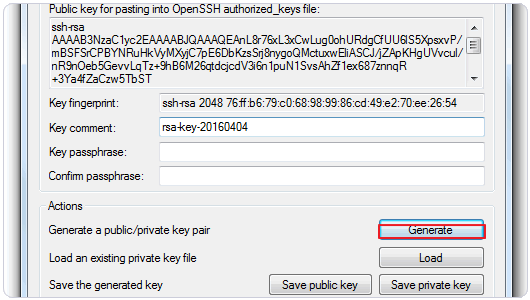 Public key for pasting into OpenSSH authorized_keys file:
ssh-rsa
AAAAB3NzaC1yc2EAAAABJQAAAQEAnL8r76xL3xCwLug0ohURdgCfUU6lS5XpsxvP/
mBSFSrCPBYNRuHkVyMXyjC7pE6DbKzsSrj8nygoQMctuxwEliASCJ/jZApKHgUVvcuI/
nR9nOeb5GevvLqTz+9hB6M26qtdcjcdV3i6n1puN1SvsAhZf1ex687znnqR
+3Ya4fZaCzw5TbST
Key fingerprint: ssh-rsa 2048 76:ff:b6:79:c0:68:98:99:86:cd:49:e2:70:ee:26:54
Key comment: rsa-key-20160404
Key passphrase:
Confirm passphrase:
Actions
Generate a public/private key pair Generate
Load an existing private key file Load
Save the generated key Save public key Save private key